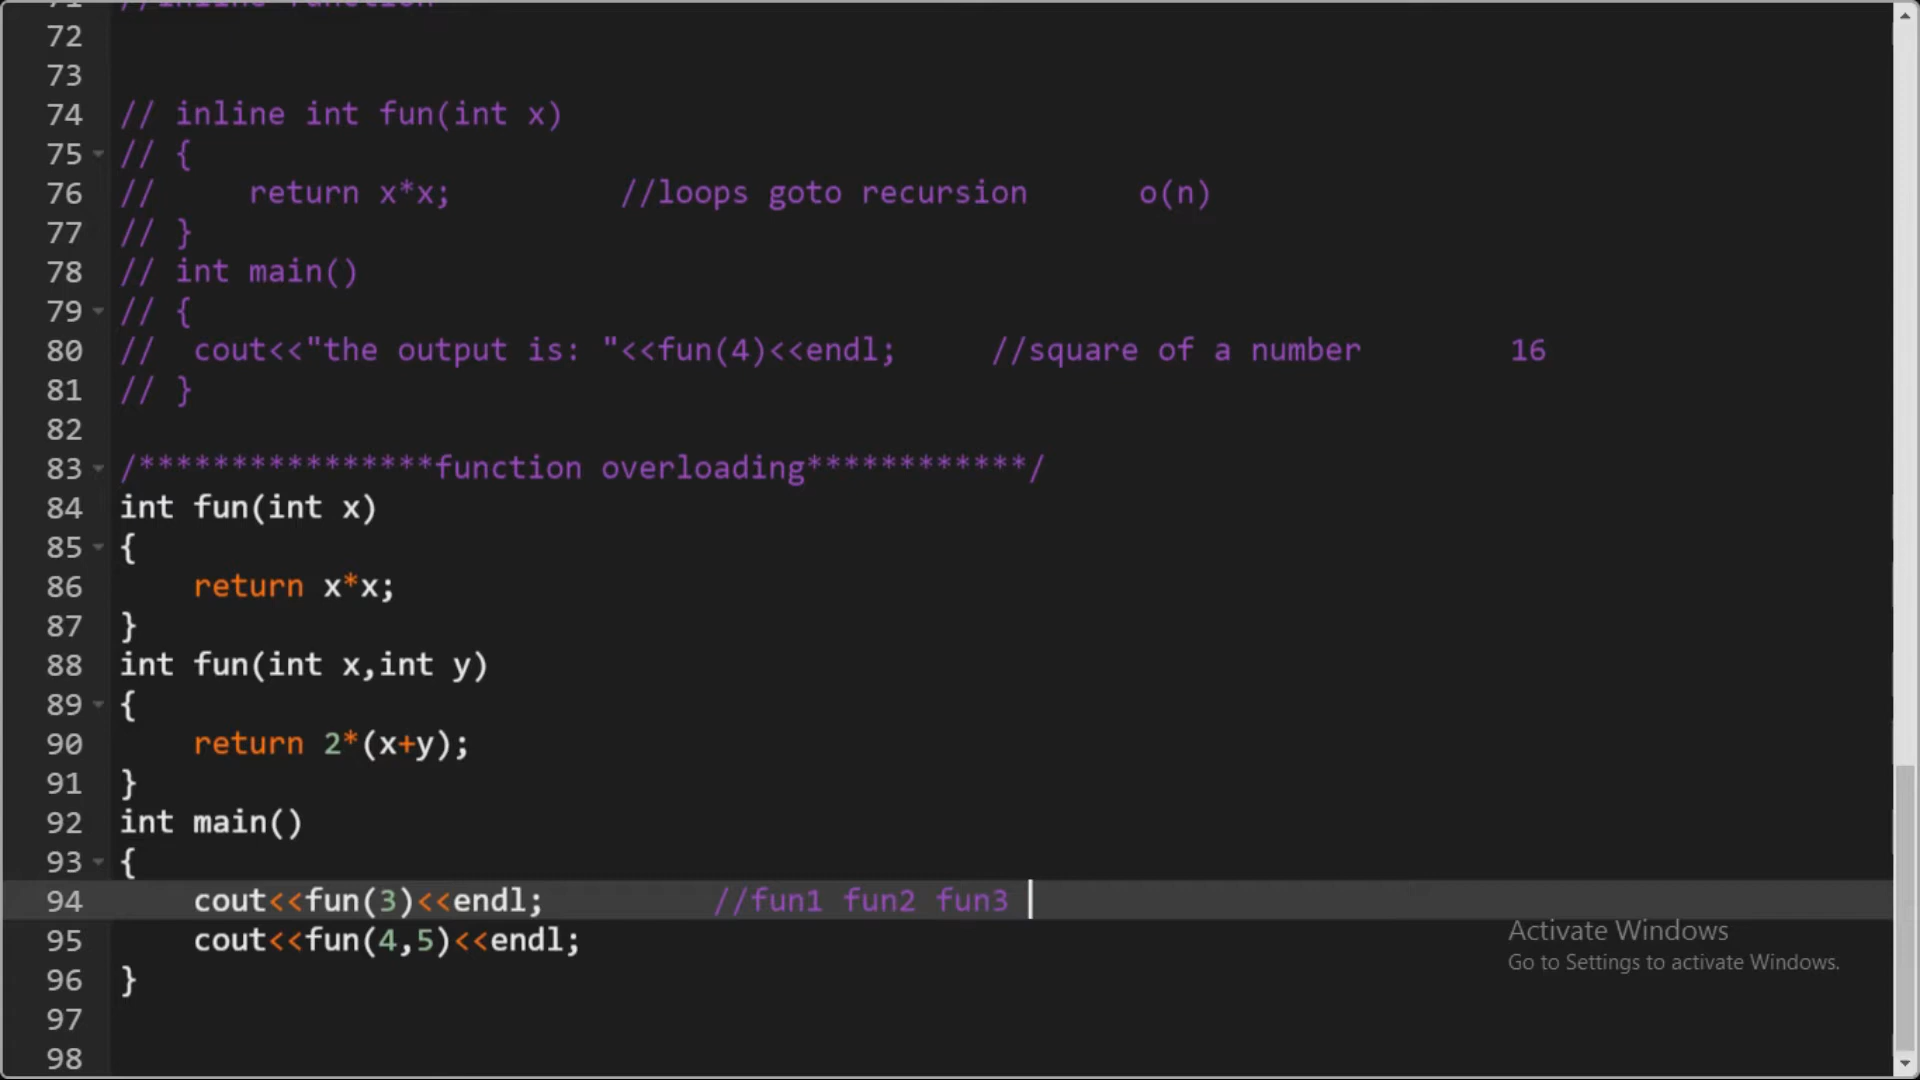 71 //inline function
72
73
74 // inline int fun(int x)
75 // {
76 //     return x*x;         //loops goto recursion      o(n)
77 // }
78 // int main()
79 // {
80 //  cout<<"the output is: "<<fun(4)<<endl;     //square of a number        16
81 // }
82
83 /****************function overloading************/
84 int fun(int x)
85 {
86     return x*x;
87 }
88 int fun(int x,int y)
89 {
90     return 2*(x+y);
91 }
92 int main()
93 {
94     cout<<fun(3)<<endl;         //fun1 fun2 fun3
95     cout<<fun(4,5)<<endl;
96 }
97
98
Activate Windows
Go to Settings to activate Windows.